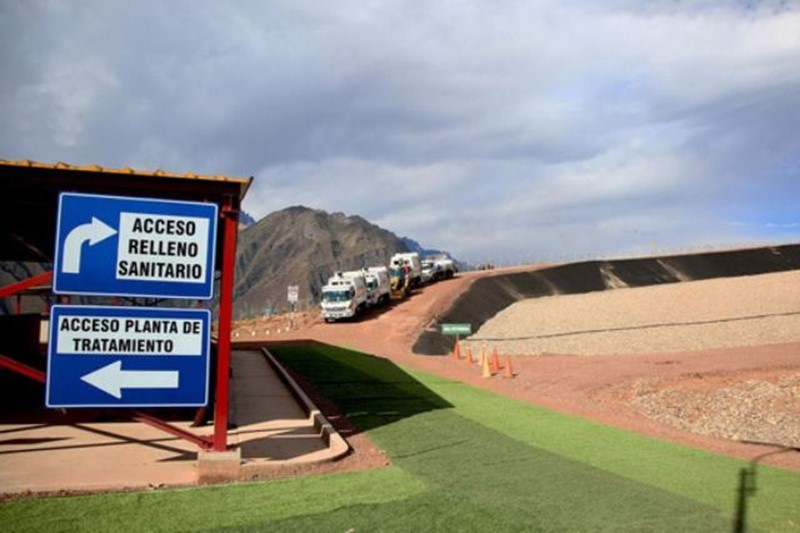 ACCESO
RELLENO
SANITARIO
ACCESO PLANTA DE
TRATAMIENTO